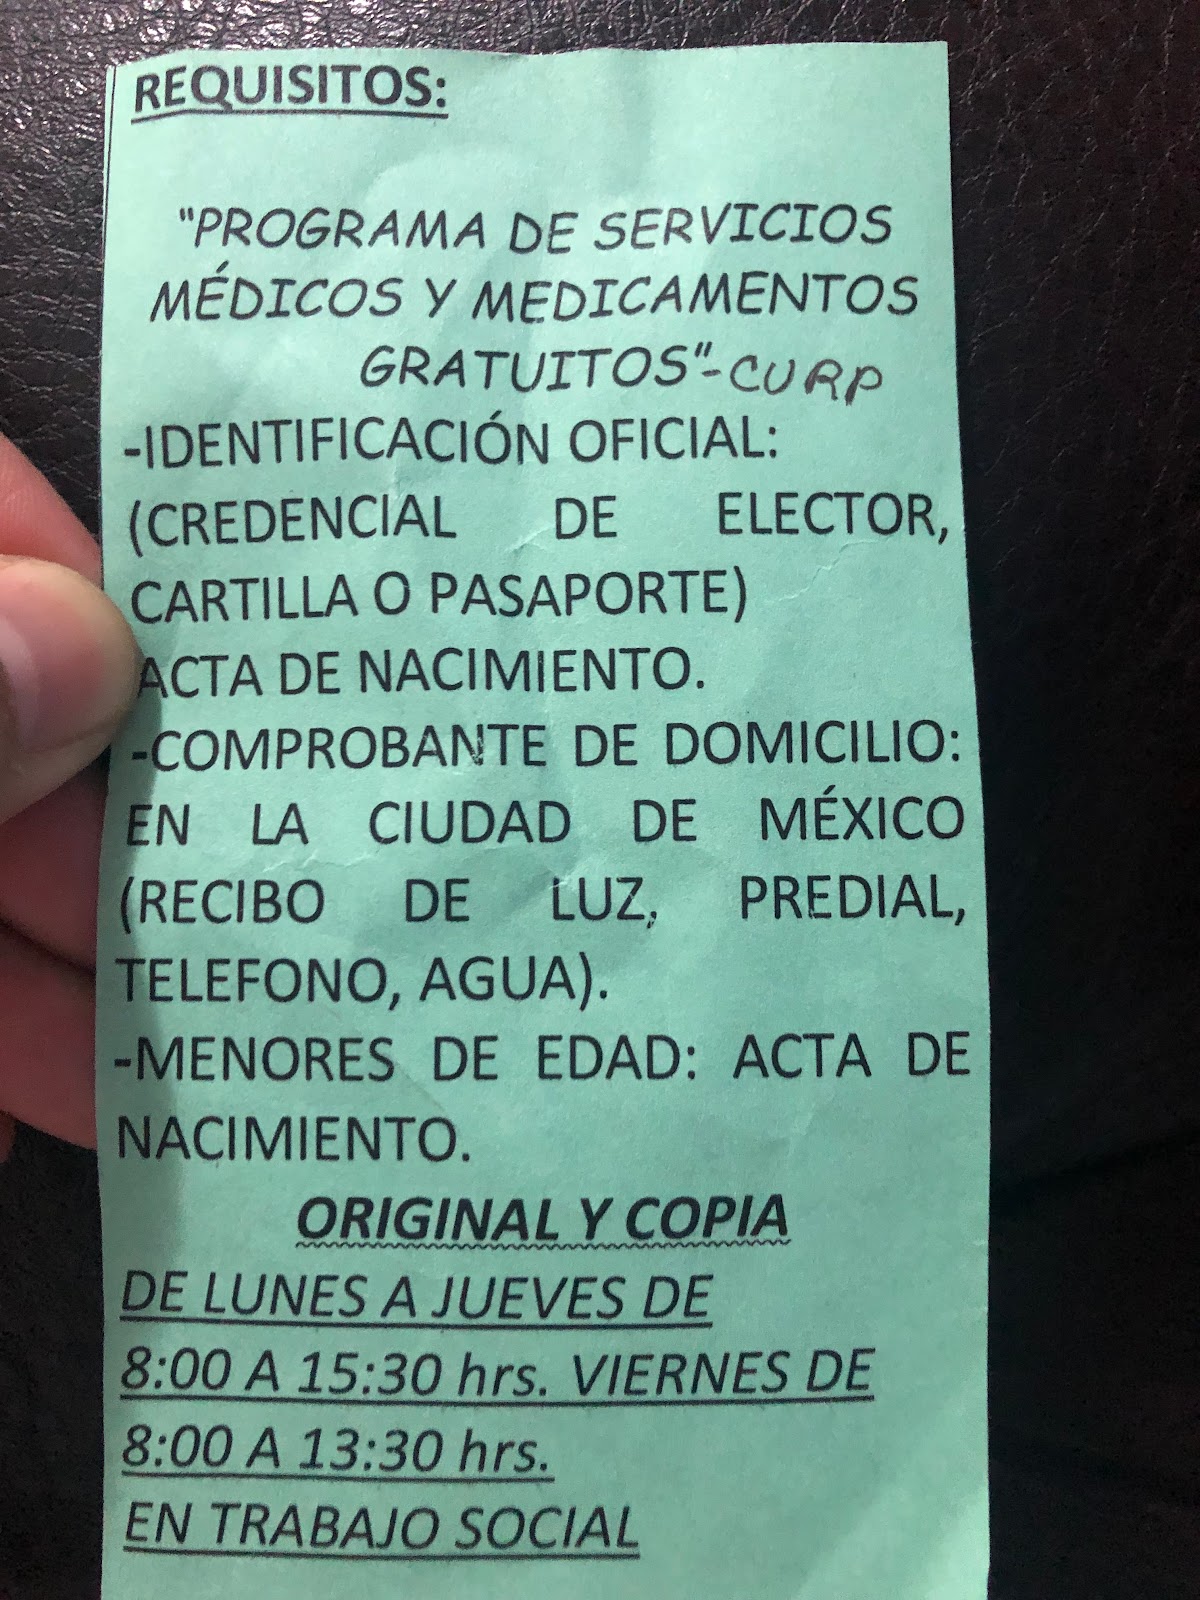 REQUISITOS:
"PROGRAMA DE SERVICIOS
MÉDICOS Y MEDICAMENTOS
GRATUITOS"-CURP
-IDENTIFICACIÓN OFICIAL:
(CREDENCIAL DE ELECTOR,
CARTILLA O PASAPORTE)
ACTA DE NACIMIENTO.
-COMPROBANTE DE DOMICILIO:
EN LA CIUDAD DE MÉXICO
(RECIBO DE LUZ, PREDIAL,
TELEFONO, AGUA).
-MENORES DE EDAD: ACTA DE
NACIMIENTO.
ORIGINAL Y COPIA
DE LUNES A JUEVES DE
8:00 A 15:30 hrs. VIERNES DE
8:00 A 13:30 hrs.
EN TRABAJO SOCIAL